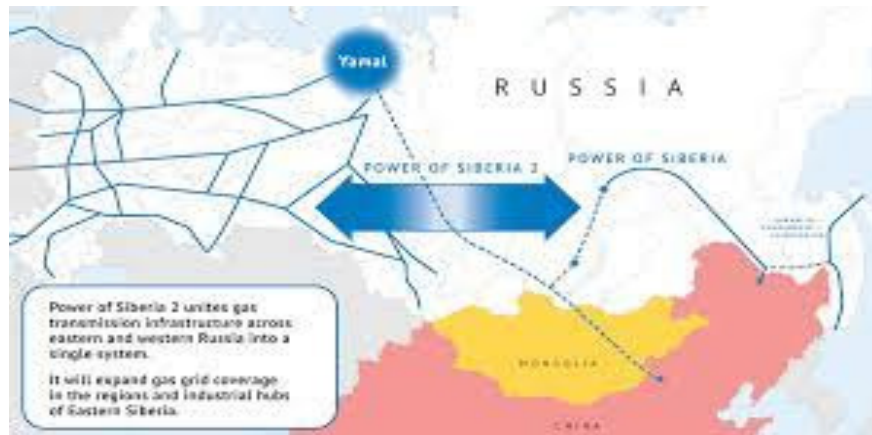 Yamal
RUSSIA
POWER OF SIBERIA 2
POWER OF SIBERIA
Power of Siberia 2 unites gas
transmission infrastructure across
eastern and western Russia into a
single system.
It will expand gas grid coverage
in the regions and industrial hubs
of Eastern Siberia.
MONGOLIA
CHINA